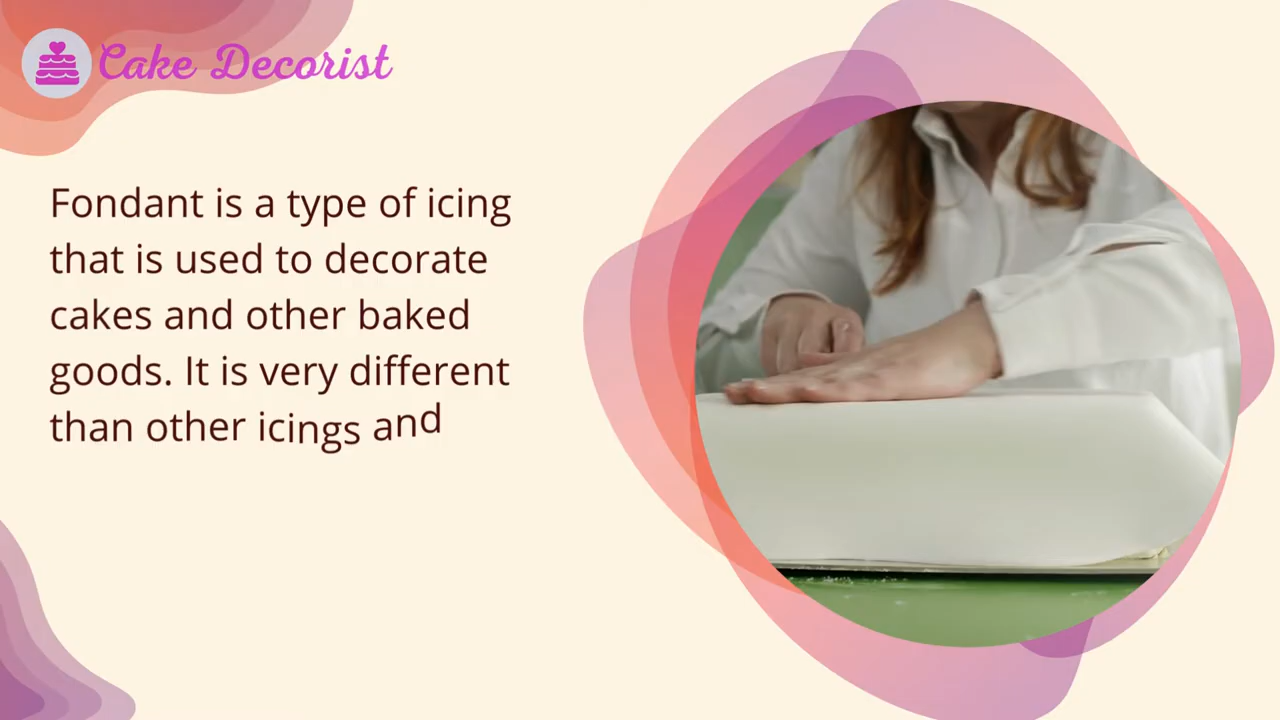 Cake Decorist
Fondant is a type of icing
that is used to decorate
cakes and other baked
goods. It is very different
than other icings and